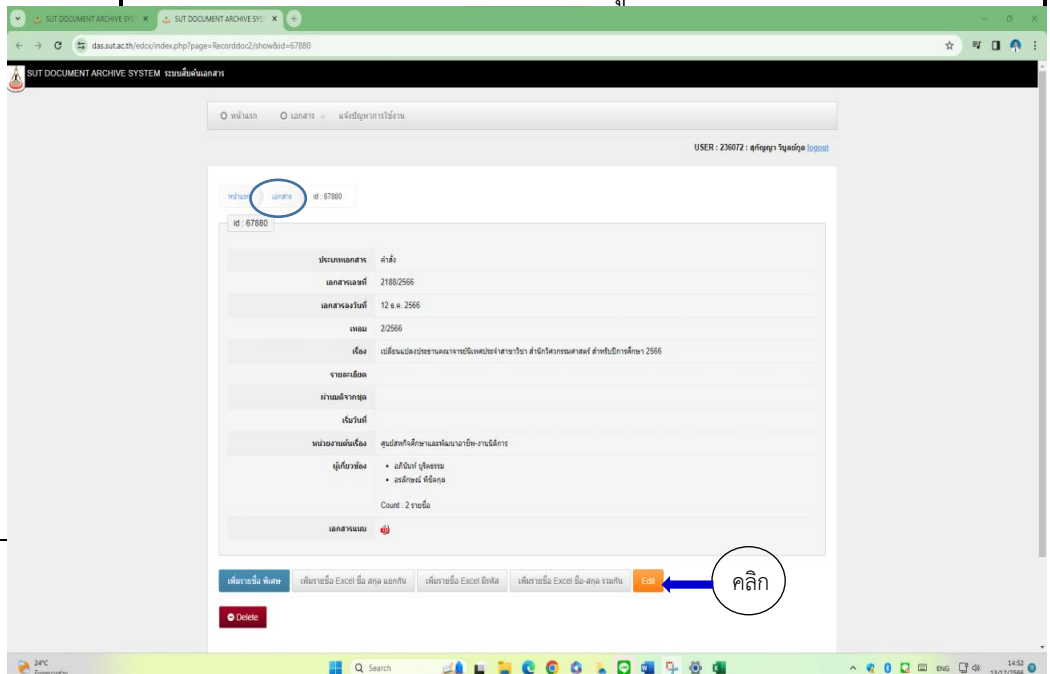 SUT DOCUMENT ARCHIVE SYS
SUT DOCUMENT ARCHIVE SYS
das.sut.ac.th/edcx/index.php?page=Recorddoc2/show&id=67880
SUT DOCUMENT ARCHIVE SYSTEM ระบบสืบค้นเอกสาร
หน้าแรก
เอกสาร
แจ้งปัญหาการใช้งาน
USER : 236072 : สุกัญญา วิบูลย์กูล logout
หน้าแรก
เอกสาร
id : 67880
id : 67880
ประเภทเอกสาร คำสั่ง
เอกสารเลขที่ 2188/2566
เอกสารลงวันที่ 12 ธ.ค. 2566
เทอม 2/2566
เรื่อง เปลี่ยนแปลงประธานคณาจารย์นิเทศประจำสาขาวิชา สำนักวิศวกรรมศาสตร์ สำหรับปีการศึกษา 2566
รายละเอียด
ผ่านมติจากชุด
เริ่มวันที่
หน่วยงานต้นเรื่อง ศูนย์สหกิจศึกษาและพัฒนาอาชีพ-งานนิติการ
ผู้เกี่ยวข้อง
Count : 2 รายชื่อ
เอกสารแนบ
เพิ่มรายชื่อ พิเศษ
เพิ่มรายชื่อ Excel ชื่อ สกุล แยกกัน
เพิ่มรายชื่อ Excel มีรหัส
เพิ่มรายชื่อ Excel ชื่อ-สกุล รวมกัน
Edit
คลิก
Delete
24°C
Search
ENG
14:52
13/12/2566